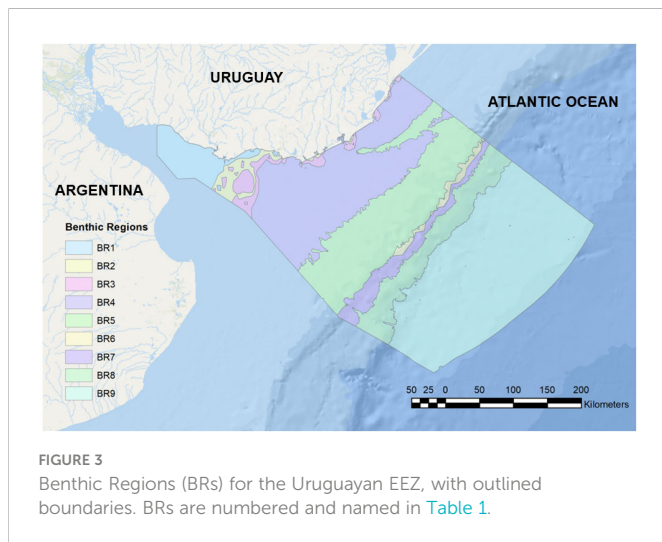 URUGUAY
ATLANTIC OCEAN
ARGENTINA
Benthic Regions
BR1
BR2
BR3
BR4
BR5
BR6
BR7
BR8
BR9
50 25 0 50 100 150 200
Kilometers
FIGURE 3
Benthic Regions (BRs) for the Uruguayan EEZ, with outlined
boundaries. BRs are numbered and named in Table 1.